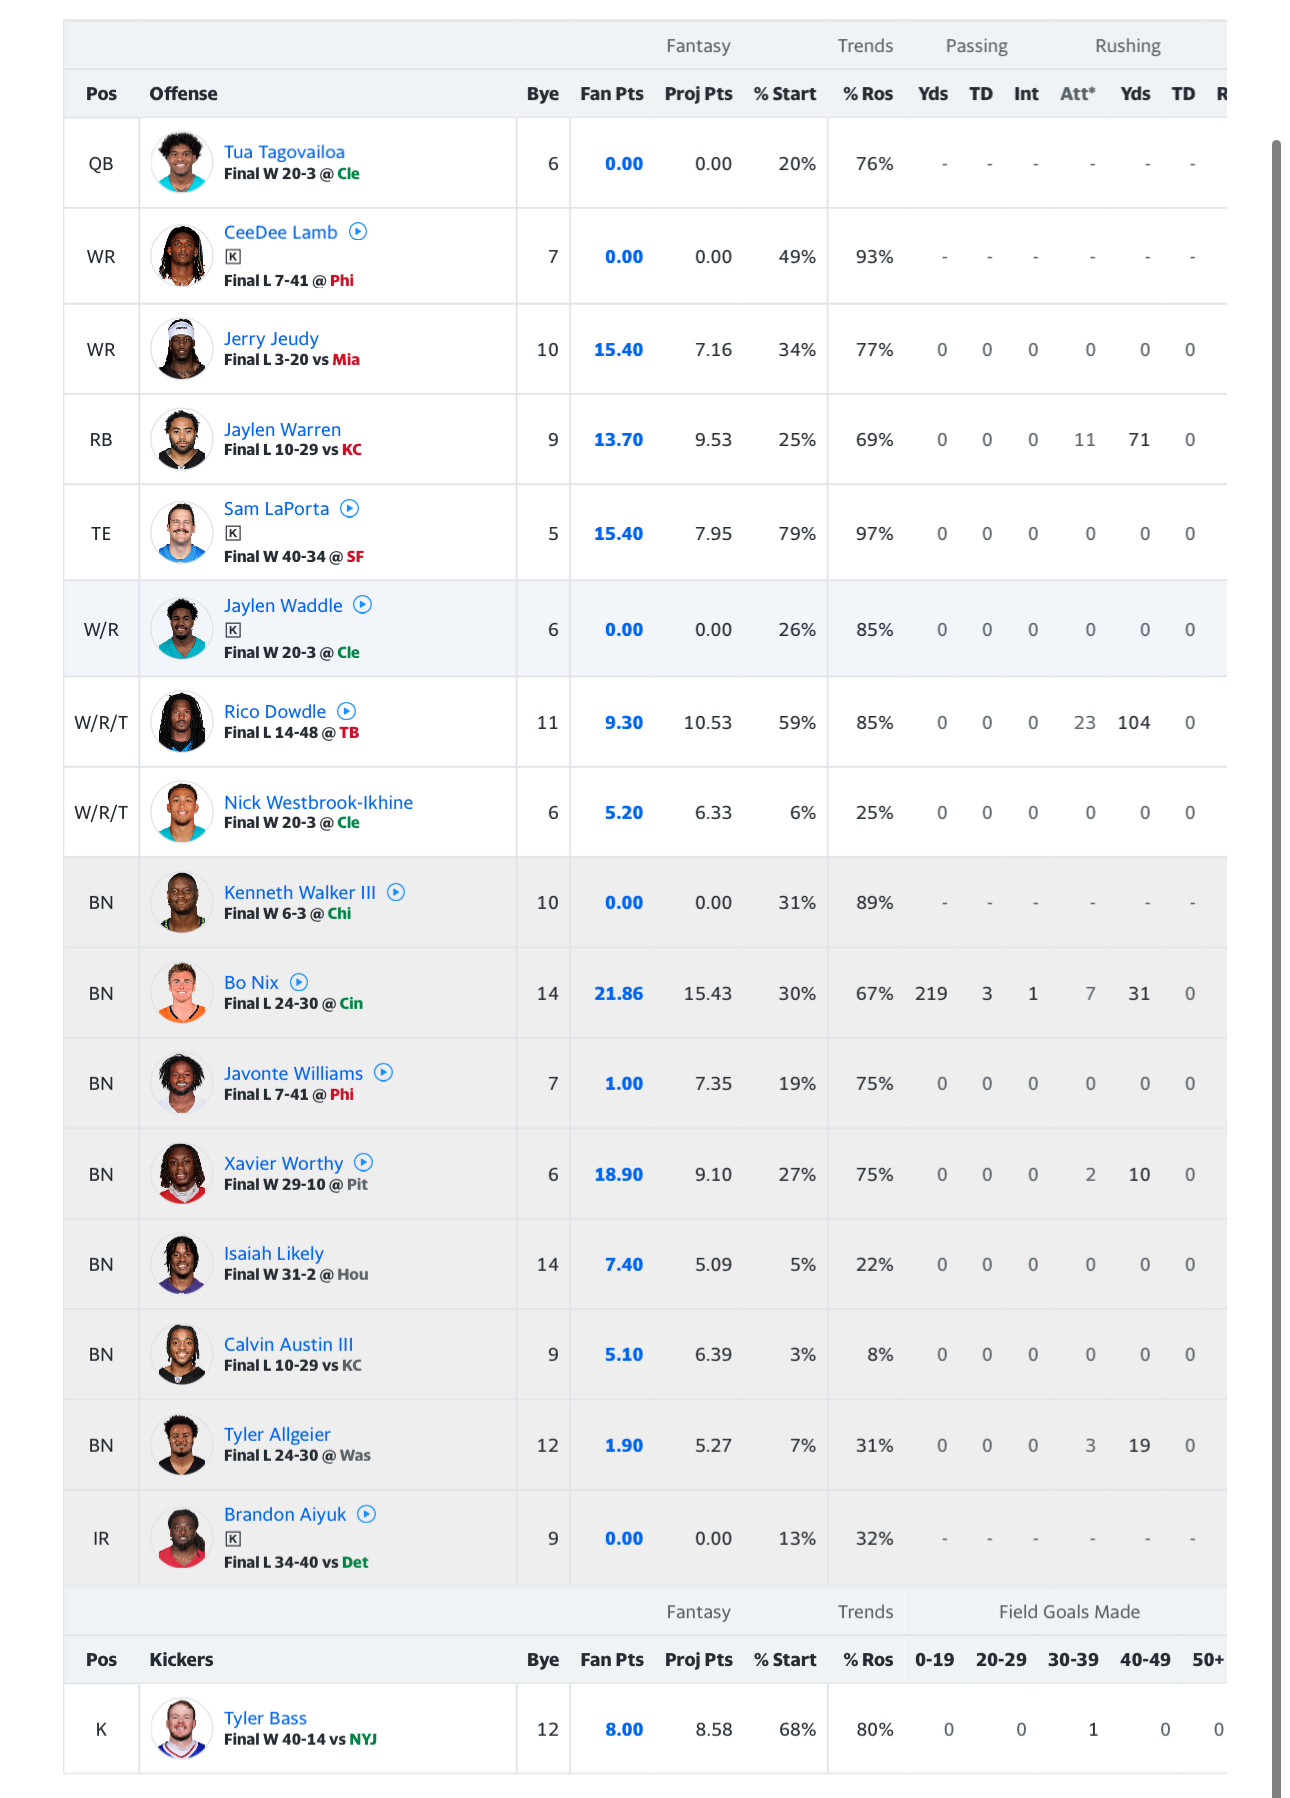 Fantasy Trends Passing Rushing
Pos Offense Bye Fan Pts Proj Pts % Start % Ros Yds TD Int Att* Yds TD R
QB Tua Tagovailoa 6 0.00 0.00 20% 76% - - - - - -
Final W 20-3 @ Cle
WR CeeDee Lamb 7 0.00 0.00 49% 93% - - - - - -
K
Final L 7-41 @ Phi
WR Jerry Jeudy 10 15.40 7.16 34% 77% 0 0 0 0 0 0
Final L 3-20 vs Mia
RB Jaylen Warren 9 13.70 9.53 25% 69% 0 0 0 11 71 0
Final L 10-29 vs KC
TE Sam LaPorta 5 15.40 7.95 79% 97% 0 0 0 0 0 0
K
Final W 40-34 @ SF
W/R Jaylen Waddle 6 0.00 0.00 26% 85% 0 0 0 0 0 0
K
Final W 20-3 @ Cle
W/R/T Rico Dowdle 11 9.30 10.53 59% 85% 0 0 0 23 104 0
Final L 14-48 @ TB
W/R/T Nick Westbrook-Ikhine 6 5.20 6.33 6% 25% 0 0 0 0 0 0
Final W 20-3 @ Cle
BN Kenneth Walker III 10 0.00 0.00 31% 89% - - - - - -
Final W 6-3 @ Chi
BN Bo Nix 14 21.86 15.43 30% 67% 219 3 1 7 31 0
Final L 24-30 @ Cin
BN Javonte Williams 7 1.00 7.35 19% 75% 0 0 0 0 0 0
Final L 7-41 @ Phi
BN Xavier Worthy 6 18.90 9.10 27% 75% 0 0 0 2 10 0
Final W 29-10 @ Pit
BN Isaiah Likely 14 7.40 5.09 5% 22% 0 0 0 0 0 0
Final W 31-2 @ Hou
BN Calvin Austin III 9 5.10 6.39 3% 8% 0 0 0 0 0 0
Final L 10-29 vs KC
BN Tyler Allgeier 12 1.90 5.27 7% 31% 0 0 0 3 19 0
Final L 24-30 @ Was
IR Brandon Aiyuk 9 0.00 0.00 13% 32% - - - - - -
K
Final L 34-40 vs Det
Fantasy Trends Field Goals Made
Pos Kickers Bye Fan Pts Proj Pts % Start % Ros 0-19 20-29 30-39 40-49 50+
K Tyler Bass 12 8.00 8.58 68% 80% 0 0 1 0 0
Final W 40-14 vs NYJ